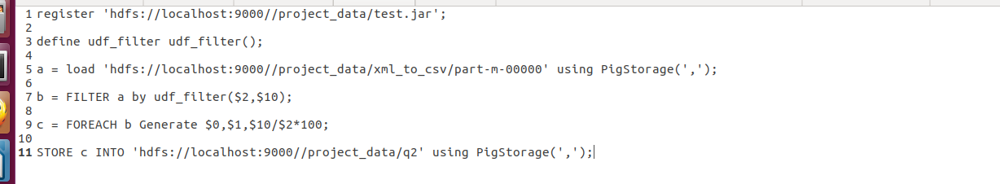 1 register 'hdfs://localhost:9000//project_data/test.jar';
2
3 define udf_filter udf_filter();
4
5 a = load 'hdfs://localhost:9000//project_data/xml_to_csv/part-m-00000' using PigStorage(',');
6
7 b = FILTER a by udf_filter($2,$10);
8
9 c = FOREACH b Generate $0,$1,$10/$2*100;
10
11 STORE c INTO 'hdfs://localhost:9000//project_data/q2' using PigStorage(',');